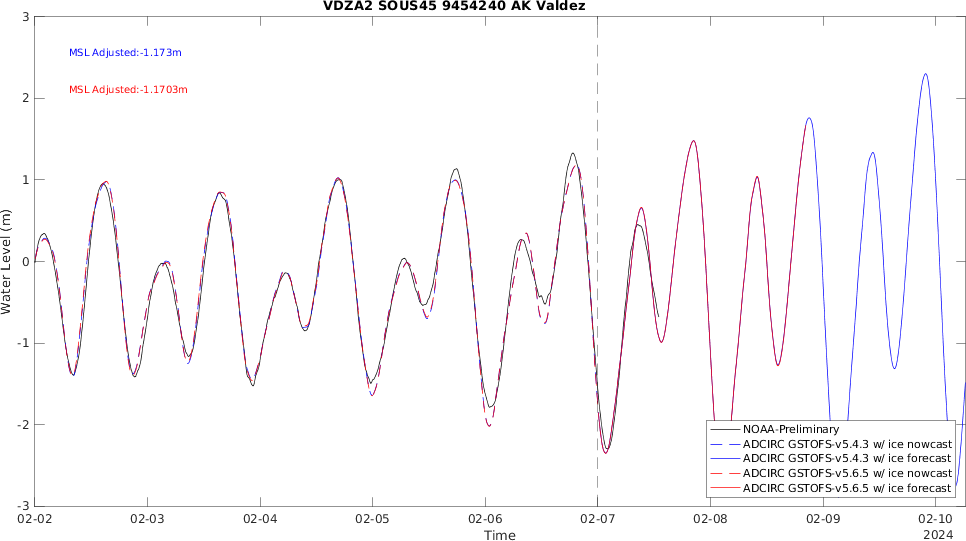 VDZA2 SOUS45 9454240 AK Valdez
MSL Adjusted:-1.173m
MSL Adjusted:-1.1703m
Water Level (m)
3
2
1
0
-1
-2
-3
NOAA-Preliminary
ADCIRC GSTOFS-v5.4.3 w/ ice nowcast
ADCIRC GSTOFS-v5.4.3 w/ ice forecast
ADCIRC GSTOFS-v5.6.5 w/ ice nowcast
ADCIRC GSTOFS-v5.6.5 w/ ice forecast
02-02 02-03 02-04 02-05 02-06 02-07 02-08 02-09 02-10
Time
2024